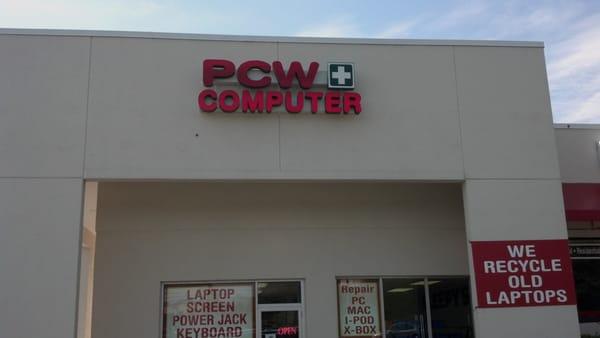 PCW
COMPUTER
WE
RECYCLE
OLD
LAPTOPS
LAPTOP
SCREEN
POWER JACK
KEYBOARD
OPEN
Repair
PC
MAC
I-POD
X-BOX